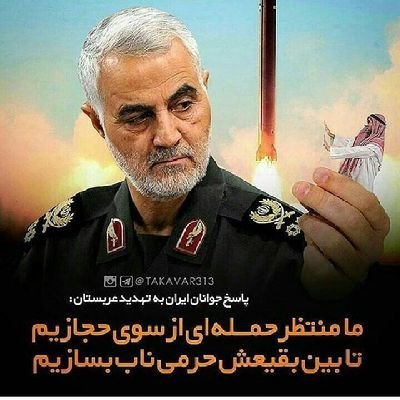 @TAKAVAR313
پاسخ جوانان ایران به تهدید عربستان :
ما منتظر حمله ای از سوی حجازیم
تا بین بقیعش حرمی ناب بسازیم